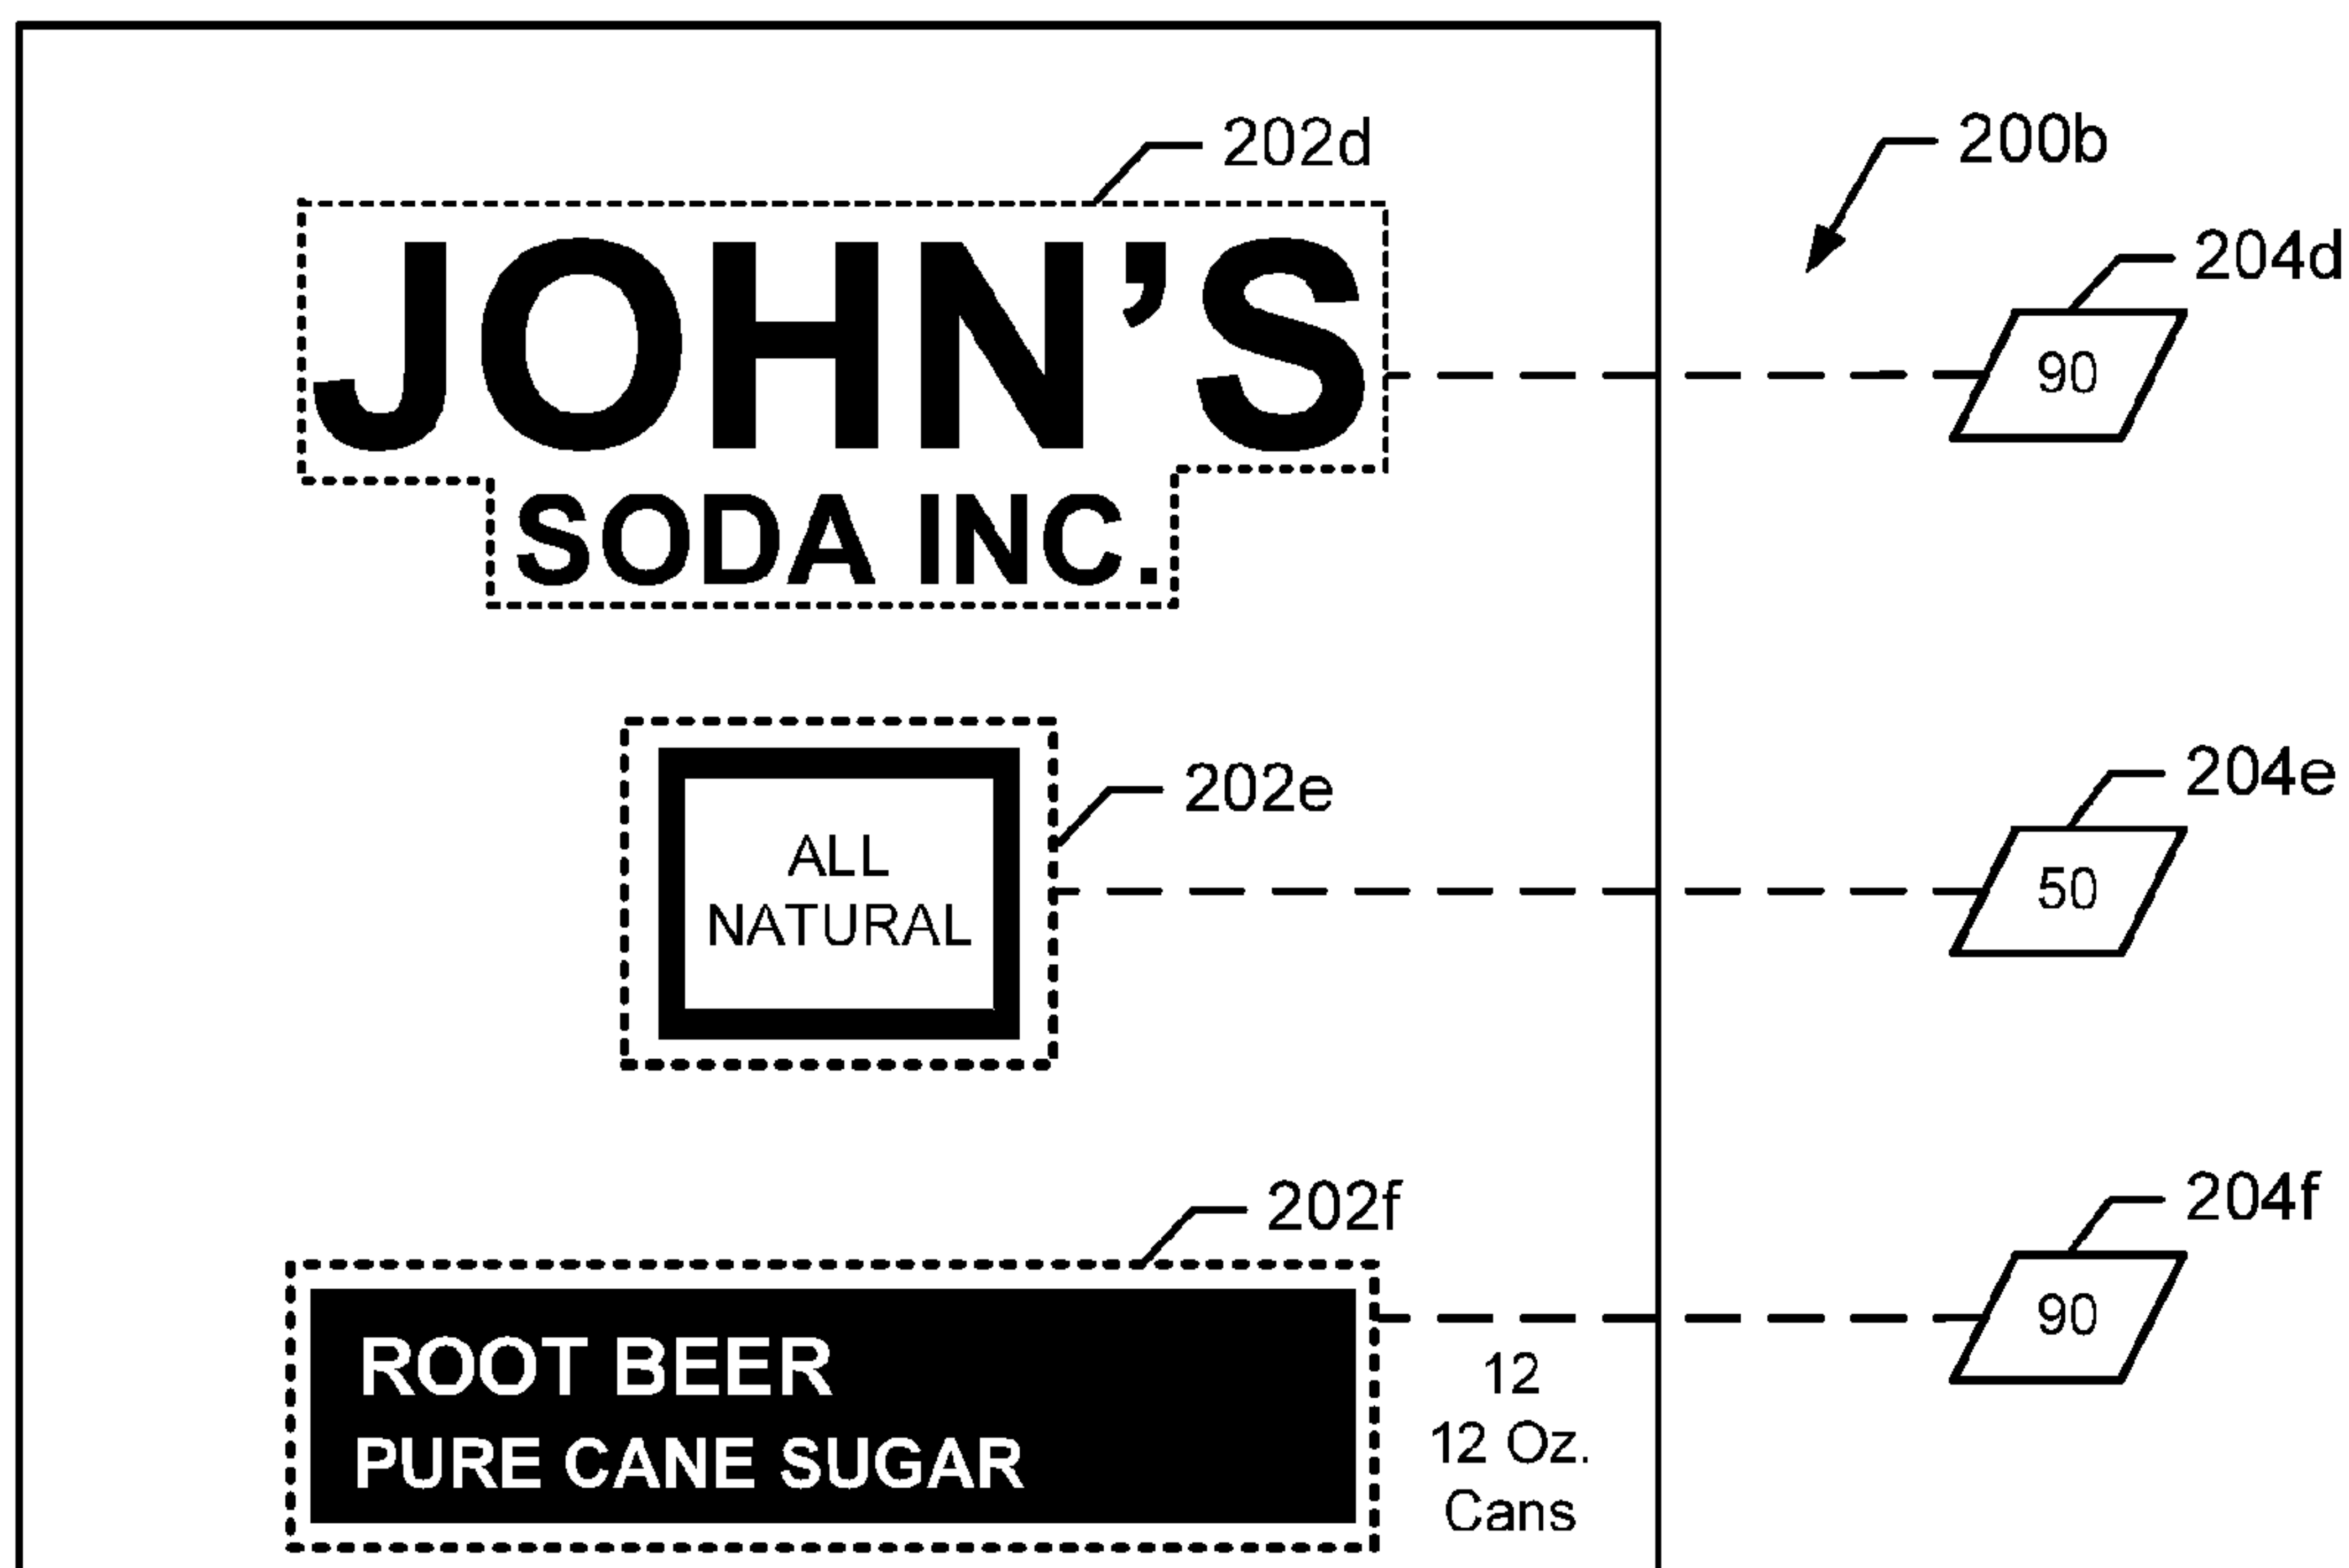 202d
200b
204d
JOHN'S
90
SODA INC.
204e
202e
ALL
50
NATURAL
204f
202f
90
ROOT BEER
12
PURE CANE SUGAR
12 Oz.
Cans